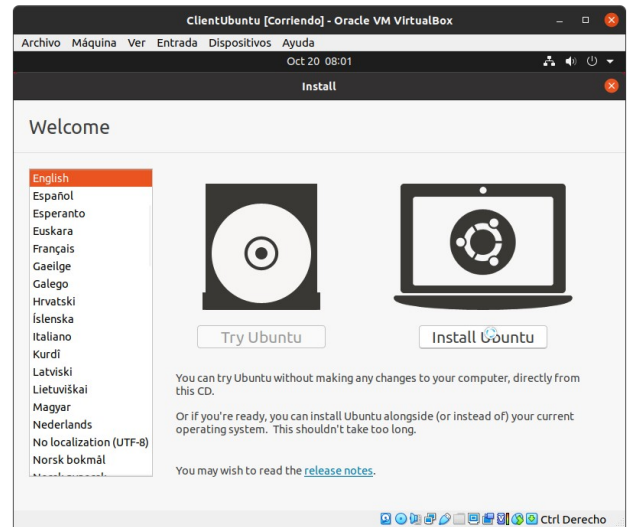 ClientUbuntu [Corriendo] - Oracle VM VirtualBox
Archivo Máquina Ver Entrada Dispositivos Ayuda
Oct 20 08:01
Install
Welcome
English
Español
Esperanto
Euskara
Français
Gaeilge
Galego
Hrvatski
Íslenska
Italiano
Kurdî
Latviski
Lietuviškai
Magyar
Nederlands
No localization (UTF-8)
Norsk bokmål
Try Ubuntu
Install Ubuntu
You can try Ubuntu without making any changes to your computer, directly from
this CD.
Or if you're ready, you can install Ubuntu alongside (or instead of) your current
operating system. This shouldn't take too long.
You may wish to read the release notes.
Ctrl Derecho